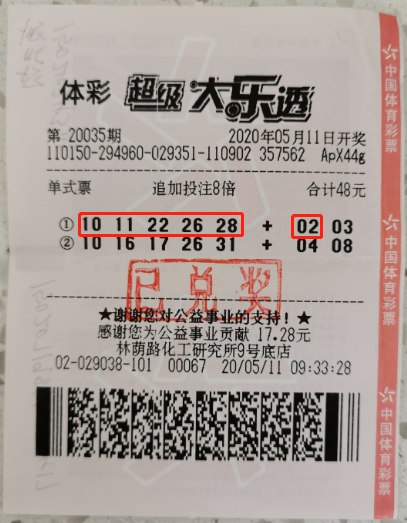 体彩 超级大乐透
第 20035期 2020年05月11日开奖
110150-294960-029351-110902 357562 ApX44g
单式票 追加投注8倍 合计48元
① 10 11 22 26 28 + 02 03
② 10 16 17 26 31 + 04 08
已兑奖
★谢谢您对公益事业的支持！★
感谢您为公益事业贡献 17.28元
林荫路化工研究所9号底店
02-029038-101 00067 20/05/11 09:33:28
中国体育彩票
中国体育彩票
中国体育彩票